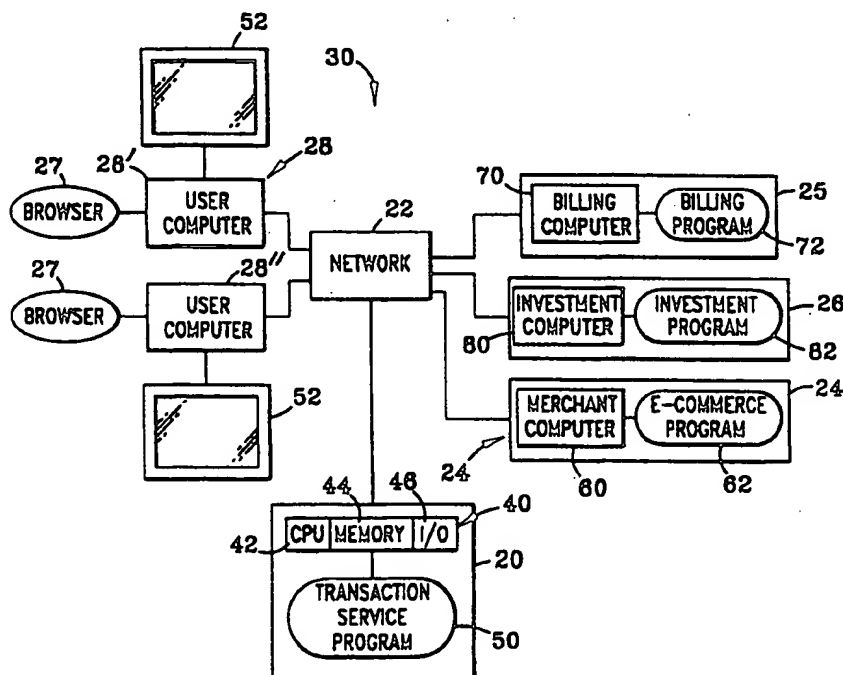 52
30
27
28'
28
BROWSER
USER
COMPUTER
22
NETWORK
70
BILLING
COMPUTER
BILLING
PROGRAM
25
72
27
28"
BROWSER
USER
COMPUTER
INVESTMENT
COMPUTER
INVESTMENT
PROGRAM
26
80
82
52
MERCHANT
COMPUTER
E-COMMERCE
PROGRAM
24
24
60
62
44
46
40
42
CPU
MEMORY
I/O
20
TRANSACTION
SERVICE
PROGRAM
50